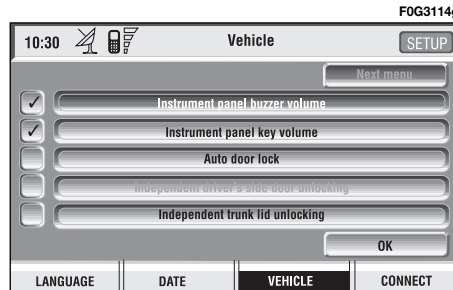 F0G3114g
10:30 Vehicle SETUP
Next menu
Instrument panel buzzer volume
Instrument panel key volume
Auto door lock
Independent driver's side door unlocking
Independent trunk lid unlocking
OK
LANGUAGE DATE VEHICLE CONNECT